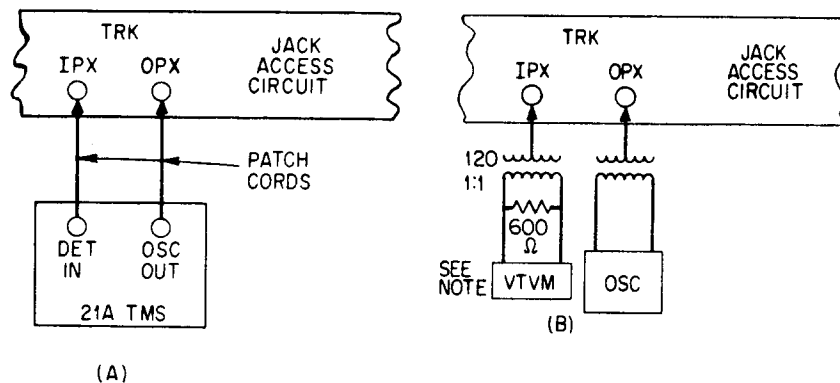 TRK
IPX OPX
JACK
ACCESS
CIRCUIT
PATCH
CORDS
DET
IN
OSC
OUT
21A TMS
(A)
TRK
IPX OPX
JACK
ACCESS
CIRCUIT
120
1:1
600
Ω
SEE
NOTE
VTVM
OSC
(B)